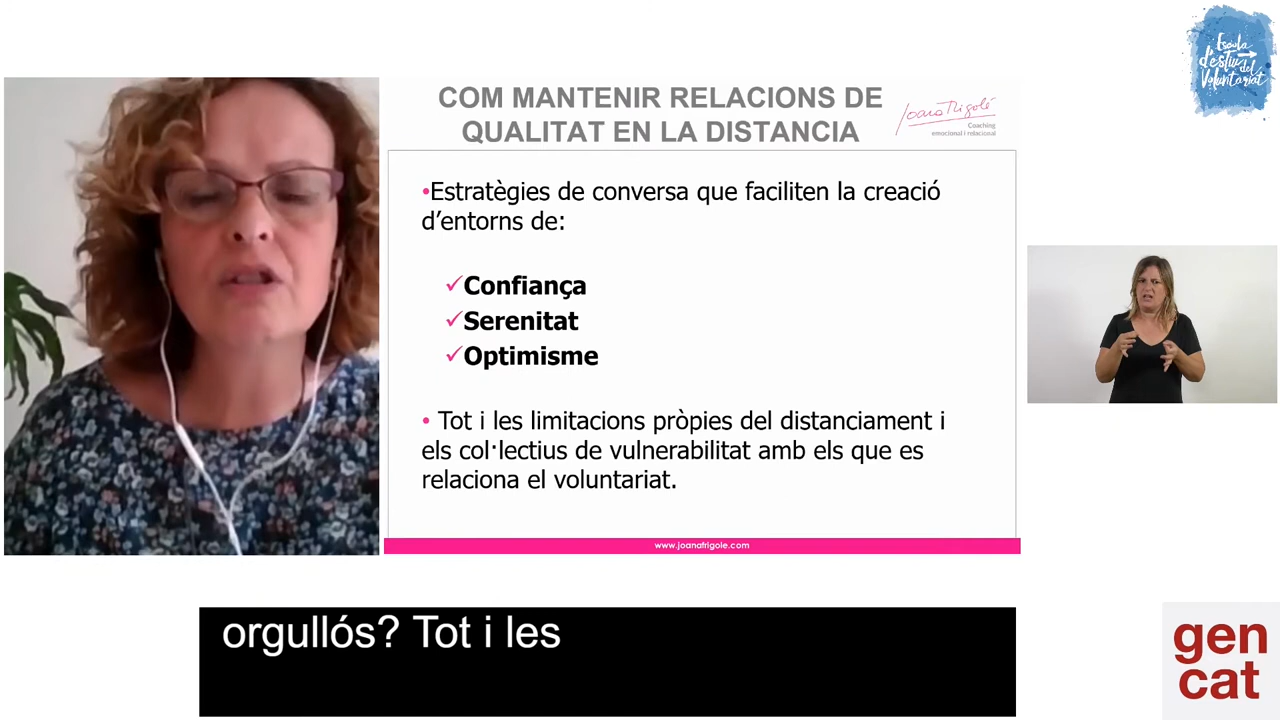 Escola
d'estiu
del
Voluntariat
COM MANTENIR RELACIONS DE
QUALITAT EN LA DISTANCIA
Joana Frigolé
Coaching
emocional i relacional
•Estratègies de conversa que faciliten la creació
d’entorns de:
✓Confiança
✓Serenitat
✓Optimisme
• Tot i les limitacions pròpies del distanciament i
els col·lectius de vulnerabilitat amb els que es
relaciona el voluntariat.
www.joanafrigole.com
orgullós? Tot i les
gen
cat